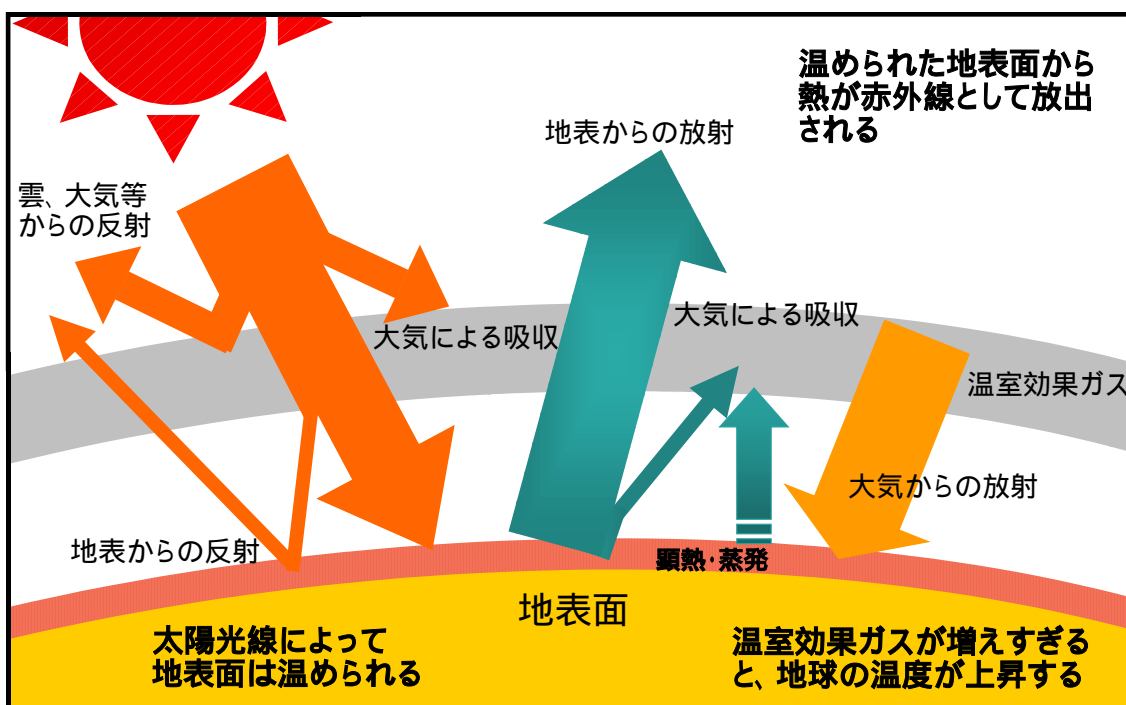 温められた地表面から
熱が赤外線として放出
される
地表からの放射
雲、大気等
からの反射
大気による吸収
大気による吸収
温室効果ガス
大気からの放射
地表からの反射
顕熱・蒸発
地表面
太陽光線によって
地表面は温められる
温室効果ガスが増えすぎる
と、地球の温度が上昇する